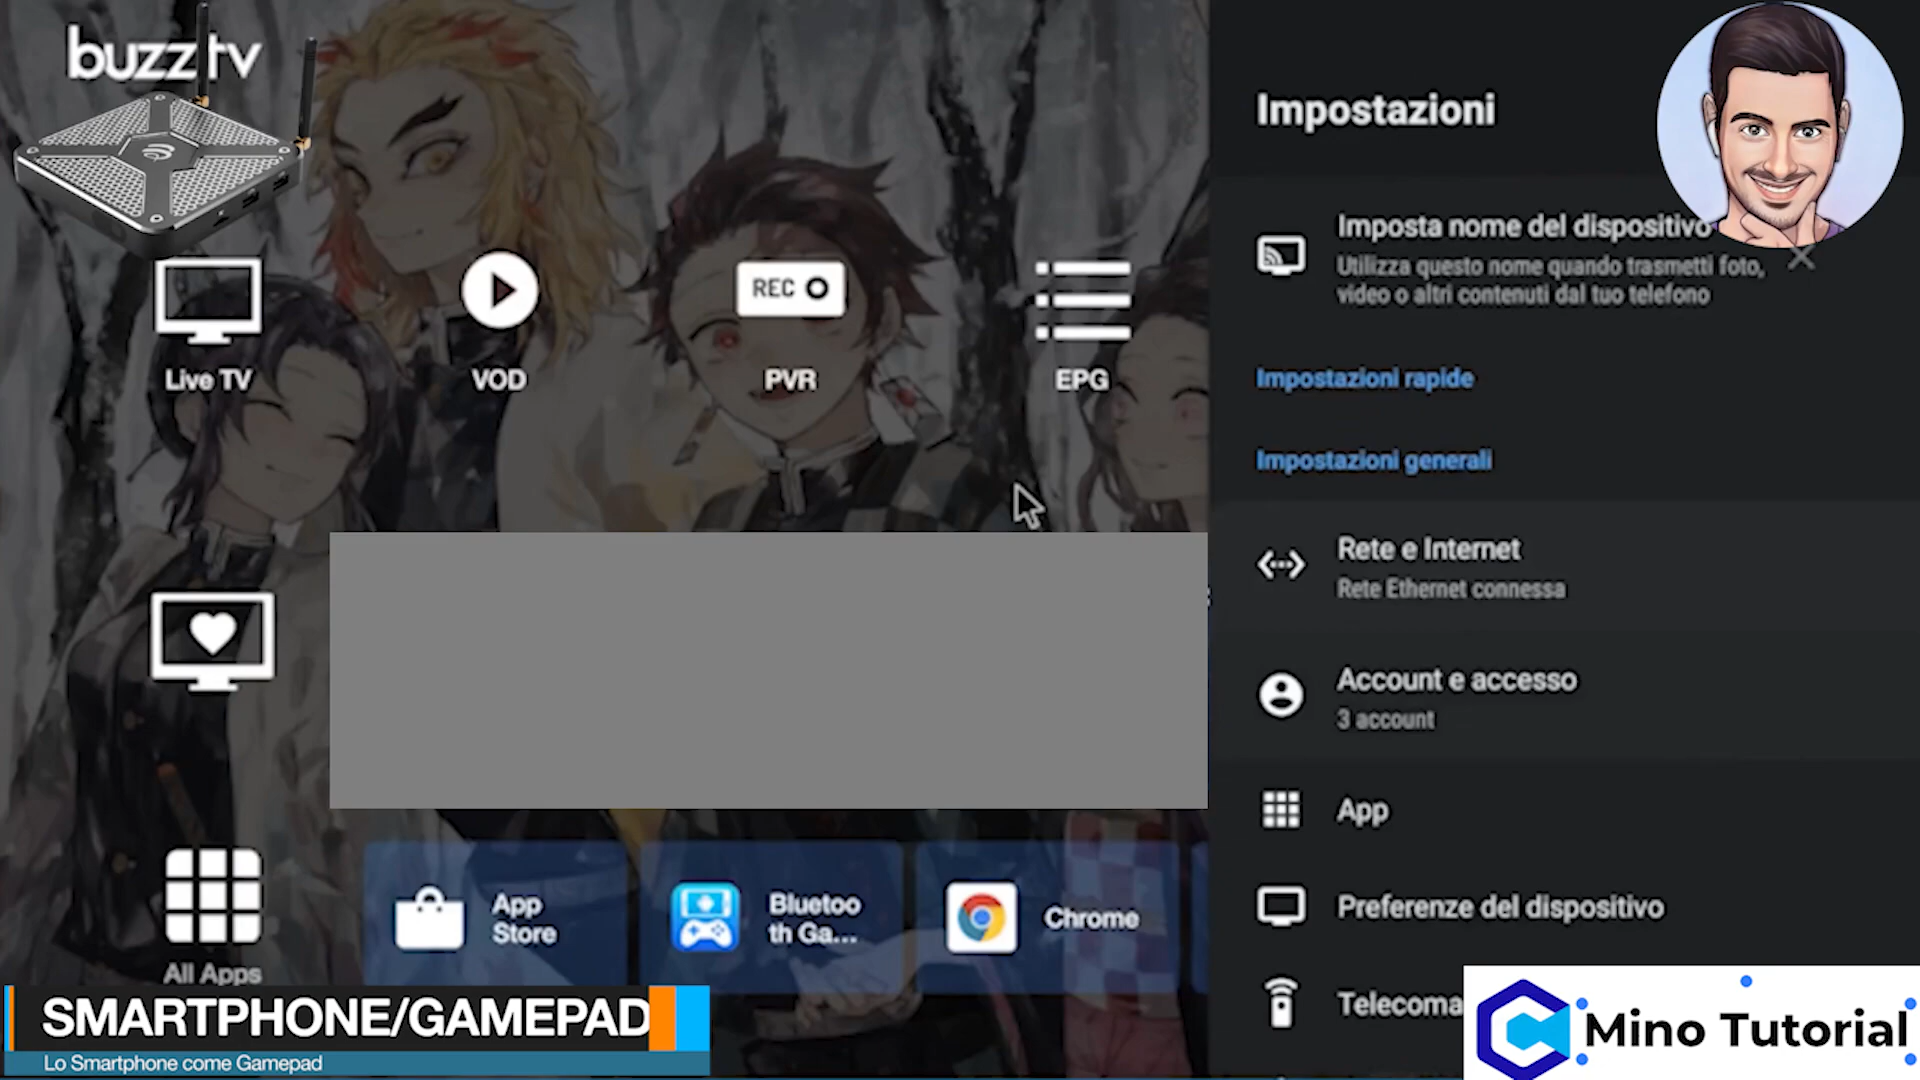 buzztv
Live TV
VOD
REC
PVR
EPG
All Apps
App
Store
Bluetoo
th Ga...
Chrome
SMARTPHONE/GAMEPAD
Lo Smartphone come Gamepad
Impostazioni
Imposta nome del dispositivo
Utilizza questo nome quando trasmetti foto,
video o altri contenuti dal tuo telefono
Impostazioni rapide
Impostazioni generali
Rete e Internet
Rete Ethernet connessa
Account e accesso
3 account
App
Preferenze del dispositivo
Telecoma
Mino Tutorial